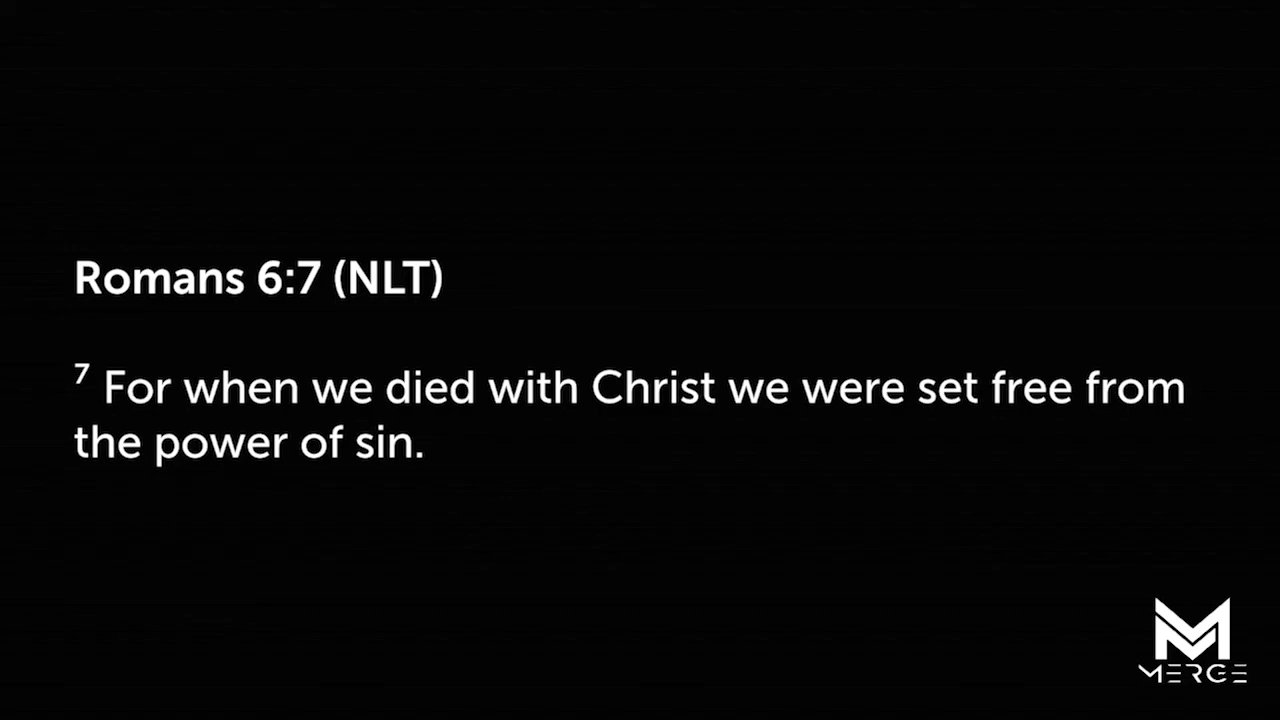 Romans 6:7 (NLT)
⁷ For when we died with Christ we were set free from
the power of sin.
M
MERGE